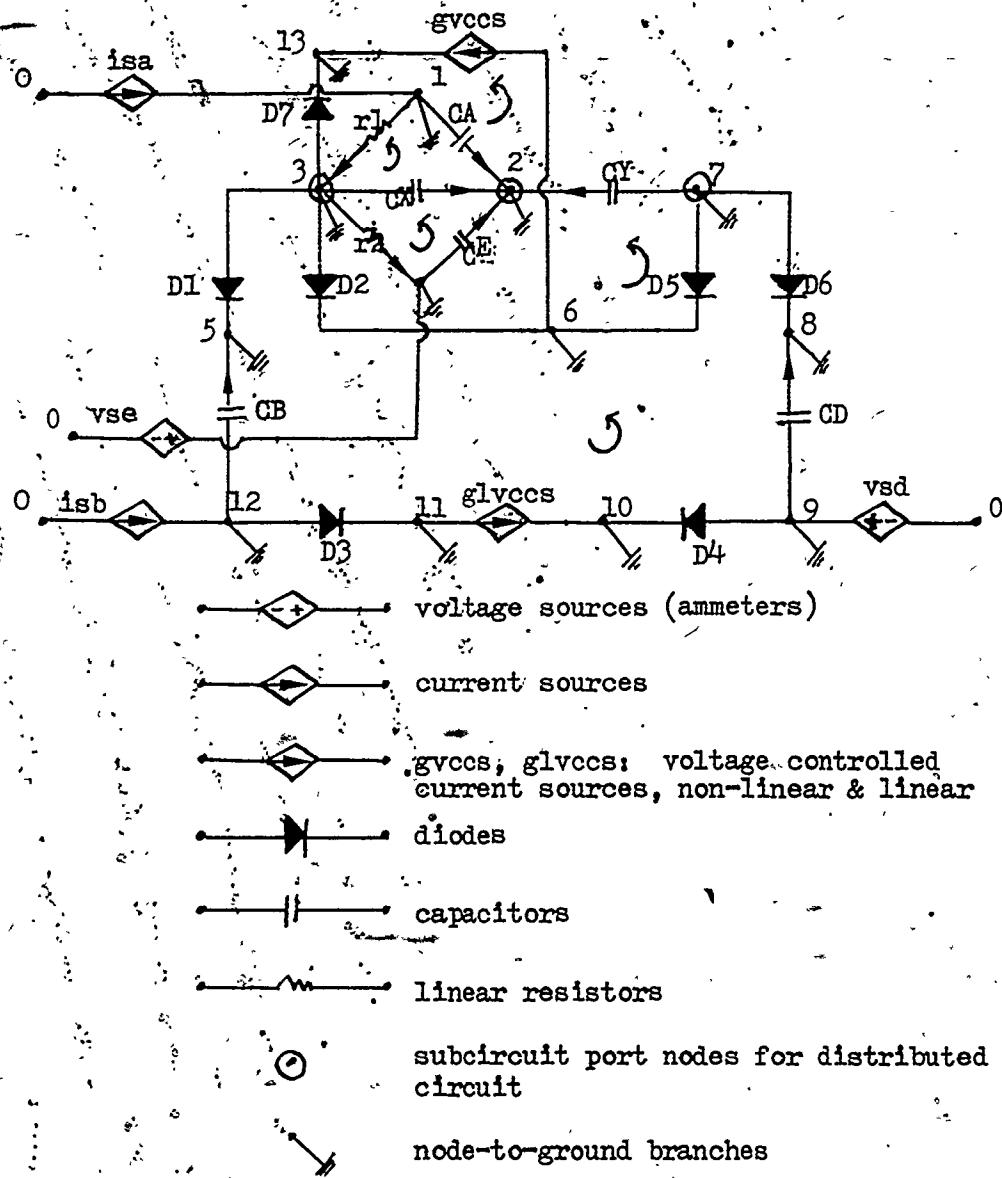 gvccs
13
0
isa
1
D7
r1
CA
3
2
CY
7
CX
r2
CE
D1
D2
D5
D6
6
5
8
0
vse
CB
CD
0
isb
12
11
glvccs
10
9
vsd
0
D3
D4
voltage sources (ammeters)
current sources
gvccs, glvccs: voltage controlled
current sources, non-linear & linear
diodes
capacitors
linear resistors
subcircuit port nodes for distributed
circuit
node-to-ground branches